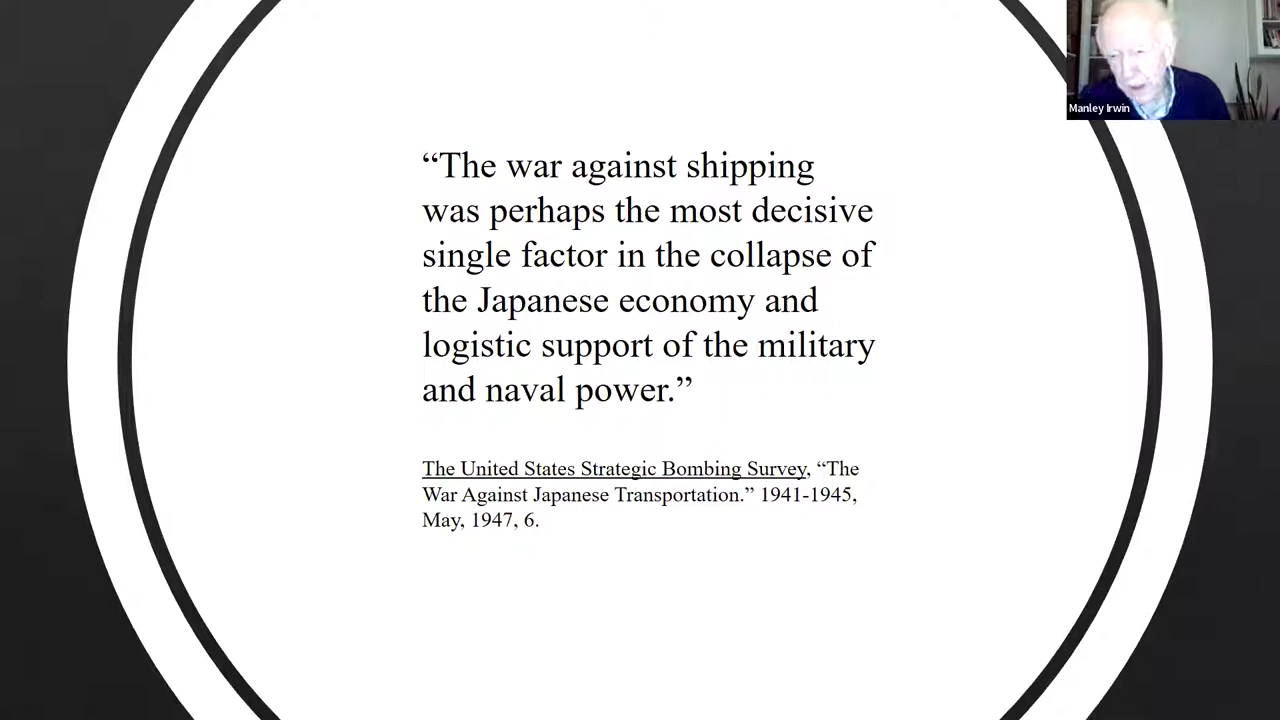 Manley Irwin
“The war against shipping
was perhaps the most decisive
single factor in the collapse of
the Japanese economy and
logistic support of the military
and naval power.”
The United States Strategic Bombing Survey, “The
War Against Japanese Transportation.” 1941-1945,
May, 1947, 6.